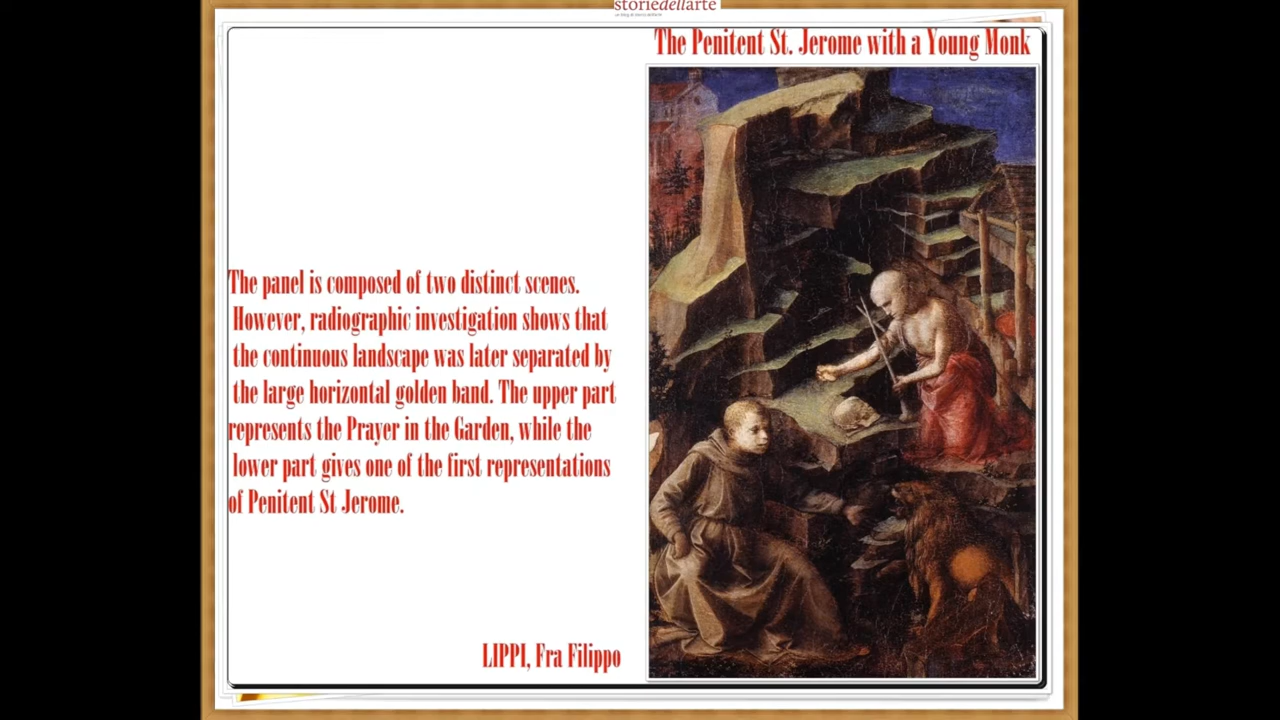 storiedellarte
The Penitent St. Jerome with a Young Monk
The panel is composed of two distinct scenes.
However, radiographic investigation shows that
the continuous landscape was later separated by
the large horizontal golden band. The upper part
represents the Prayer in the Garden, while the
lower part gives one of the first representations
of Penitent St Jerome.
LIPPI, Fra Filippo